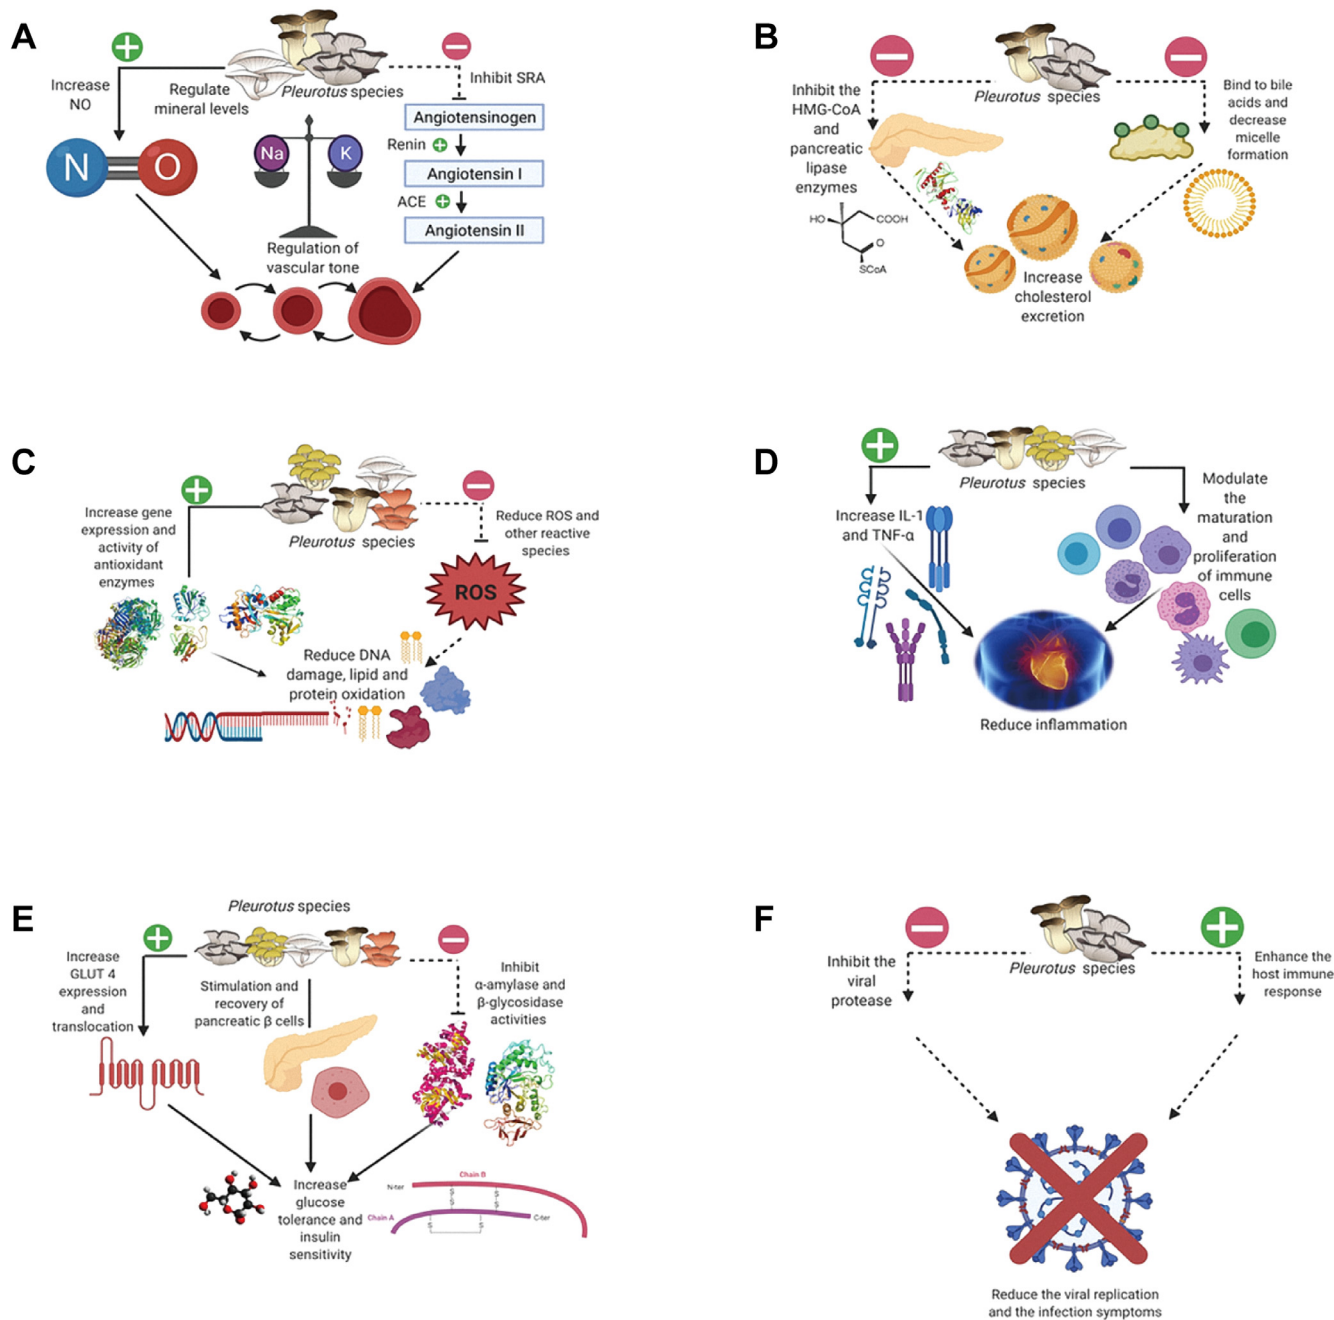 A
Increase
NO
Regulate
mineral levels
Pleurotus species
Inhibit SRA
Angiotensinogen
Renin
Angiotensin I
ACE
Angiotensin II
N
O
Na
K
Regulation of
vascular tone
B
Inhibit the
HMG-CoA
and
pancreatic
lipase
enzymes
Pleurotus species
Bind to bile
acids and
decrease
micelle
formation
HO
COOH
O
SCoA
Increase
cholesterol
excretion
C
Increase gene
expression and
activity of
antioxidant
enzymes
Pleurotus species
Reduce ROS and
other reactive
species
ROS
Reduce DNA
damage, lipid and
protein oxidation
D
Pleurotus species
Increase IL-1
and TNF-α
Modulate
the
maturation
and
proliferation
of immune
cells
Reduce inflammation
E
Pleurotus species
Increase
GLUT 4
expression
and
translocation
Stimulation and
recovery of
pancreatic β cells
Inhibit
α-amylase and
β-glycosidase
activities
Increase
glucose
tolerance and
insulin
sensitivity
Chain B
N-ter
S
S
S
S
Chain A
C-ter
S
S
F
Inhibit the
viral
protease
Pleurotus species
Enhance the
host immune
response
Reduce the viral replication
and the infection symptoms